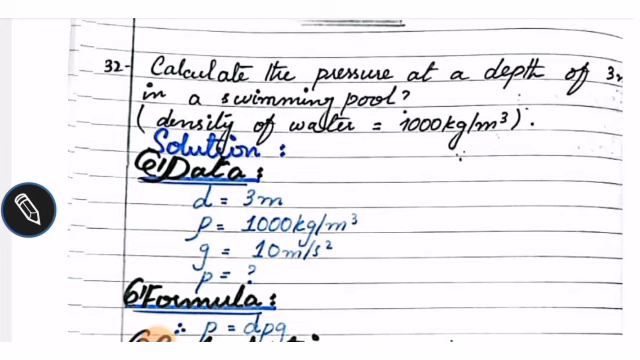 32- Calculate the pressure at a depth of 3
in a swimming pool?
(density of water = 1000kg/m³).
Solution:
Data:
d = 3m
ρ = 1000kg/m³
g = 10m/s²
p = ?
Formula:
∴ p = dρg